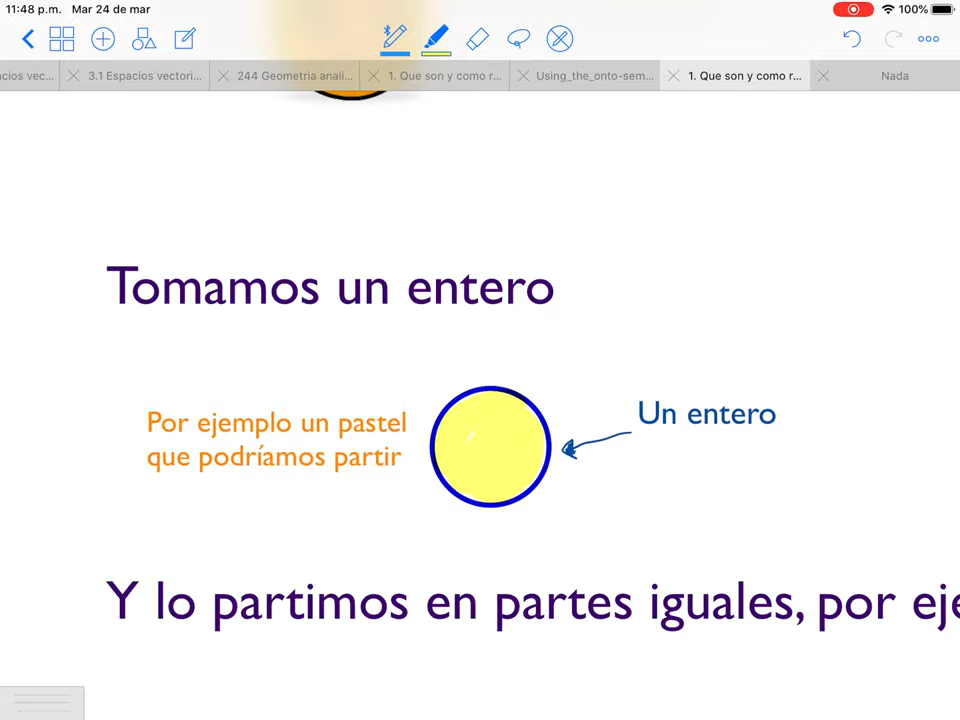 11:48 p.m. Mar 24 de mar
100%
acios vec...
3.1 Espacios vectori...
244 Geometria anali...
1. Que son y como r...
Using_the_onto-sem...
1. Que son y como r...
Nada
Tomamos un entero
Por ejemplo un pastel
que podríamos partir
Un entero
Y lo partimos en partes iguales, por eje